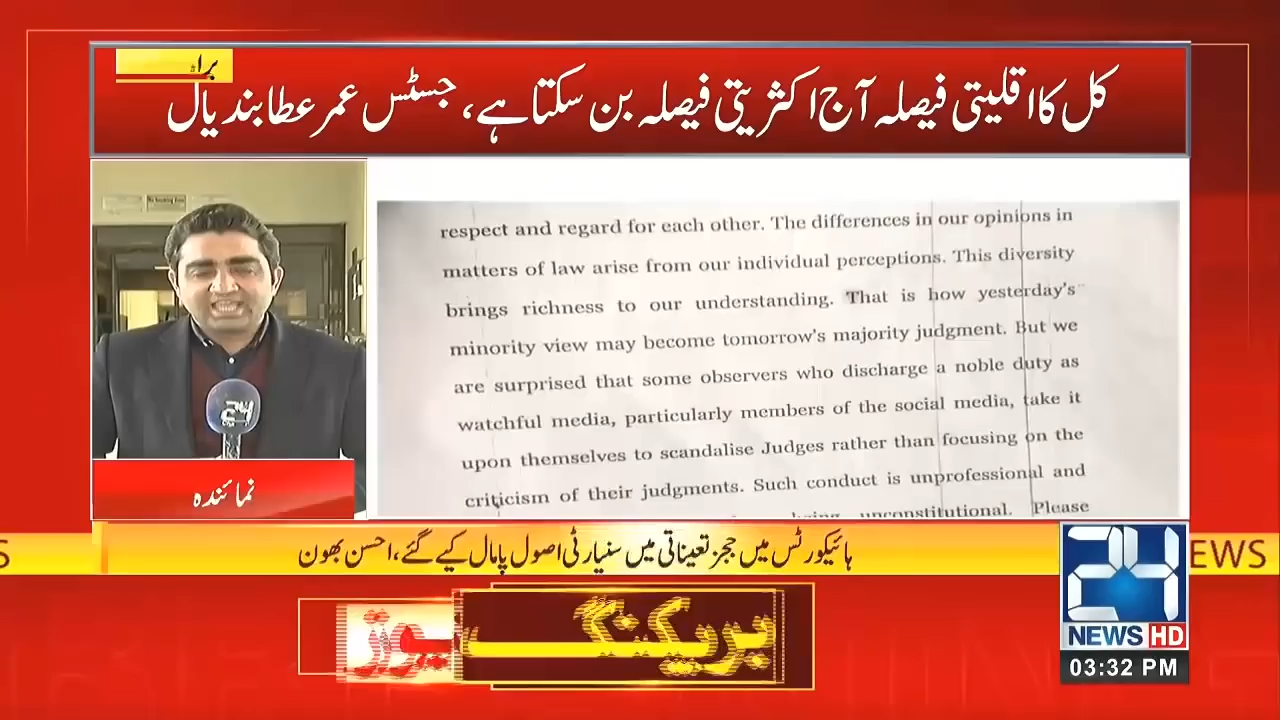 کل کا اقلیتی فیصلہ آج اکثریتی فیصلہ بن سکتا ہے، جسٹس عمر عطا بندیال
respect and regard for each other. The differences in our opinions in
matters of law arise from our individual perceptions. This diversity
brings richness to our understanding. That is how yesterday's
minority view may become tomorrow's majority judgment. But we
are surprised that some observers who discharge a noble duty as
watchful media, particularly members of the social media, take it
upon themselves to scandalise Judges rather than focusing on the
criticism of their judgments. Such conduct is unprofessional and
being unconstitutional. Please
24
نمائندہ
ہائیکورٹس میں ججز تعیناتی میں سنیارٹی اصول پامال کیے گئے، احسن بھون
EWS
بریکنگ نیوز
24
NEWS HD
03:32 PM